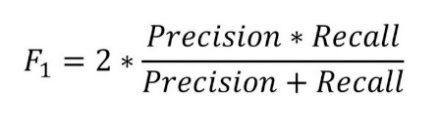 F₁ = 2 * (Precision * Recall) / (Precision + Recall)